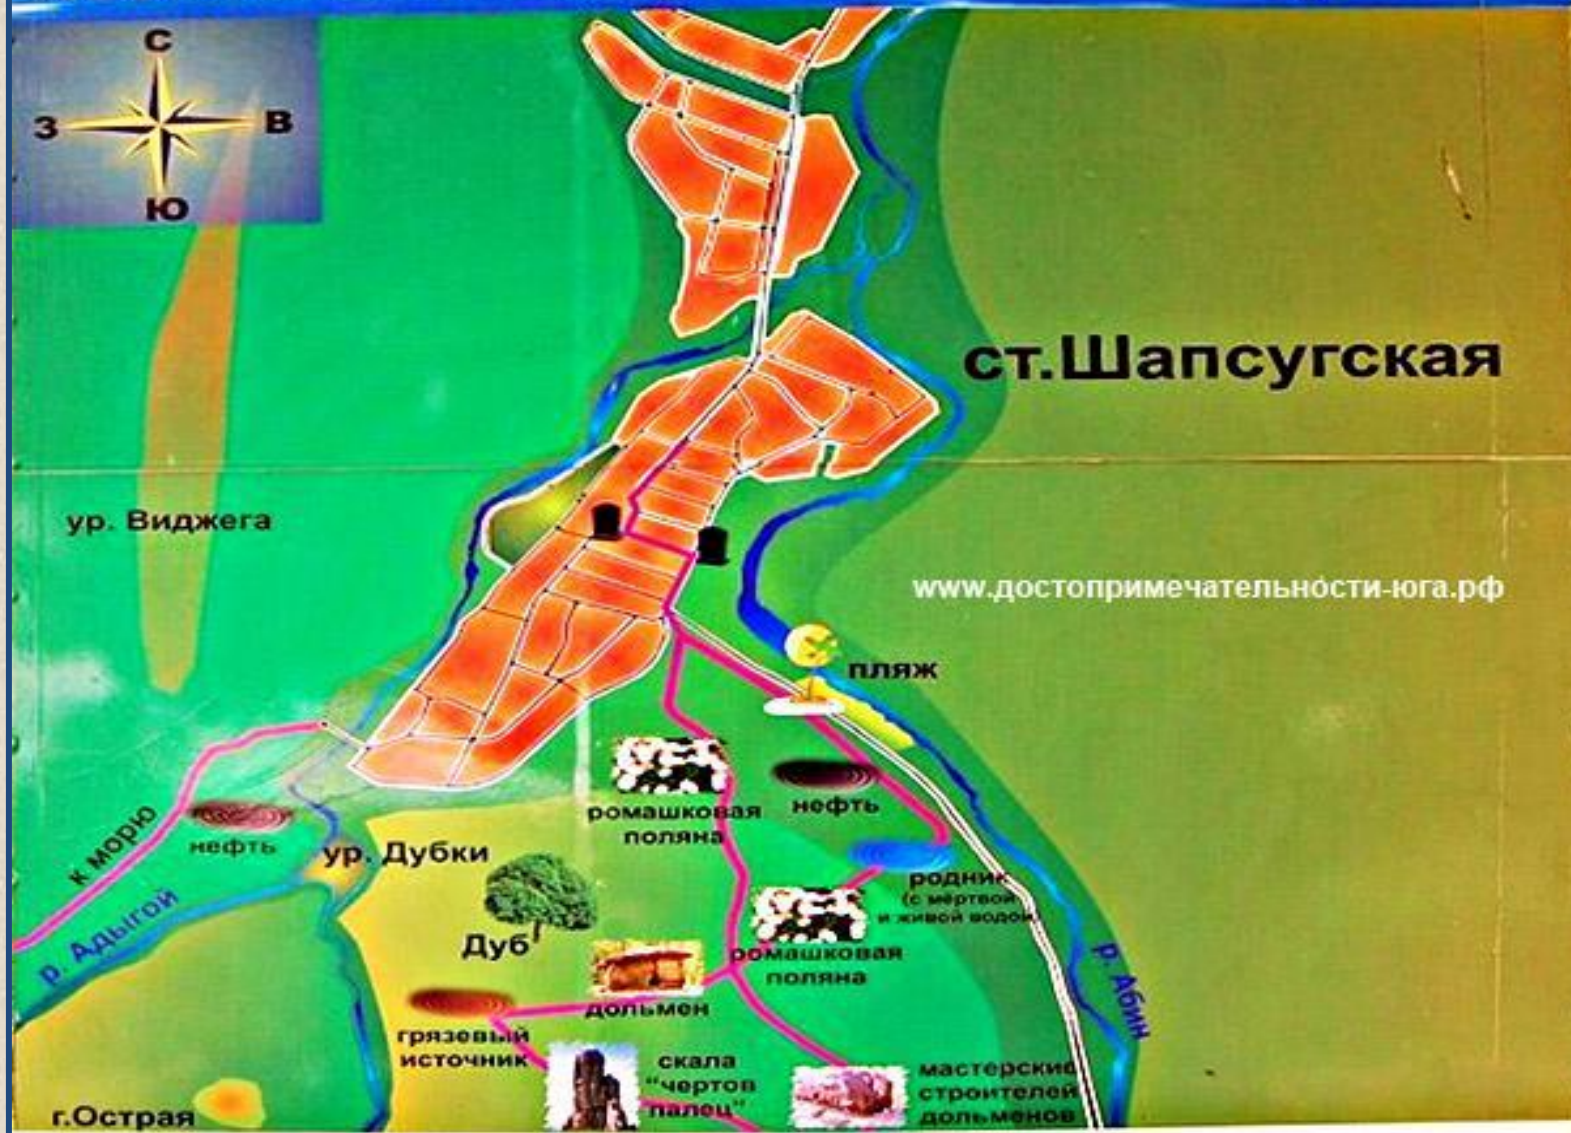 С
З
В
Ю
ст.Шапсугская
ур. Виджега
www.достопримечательности-юга.рф
пляж
ромашковая
поляна
нефть
к морю
нефть
ур. Дубки
родник
(с мёртвой
и живой водой)
р. Адыгой
Дуб
ромашковая
поляна
р. Абин
дольмен
грязевый
источник
скала
"чертов
палец"
мастерские
строителей
дольменов
г.Острая